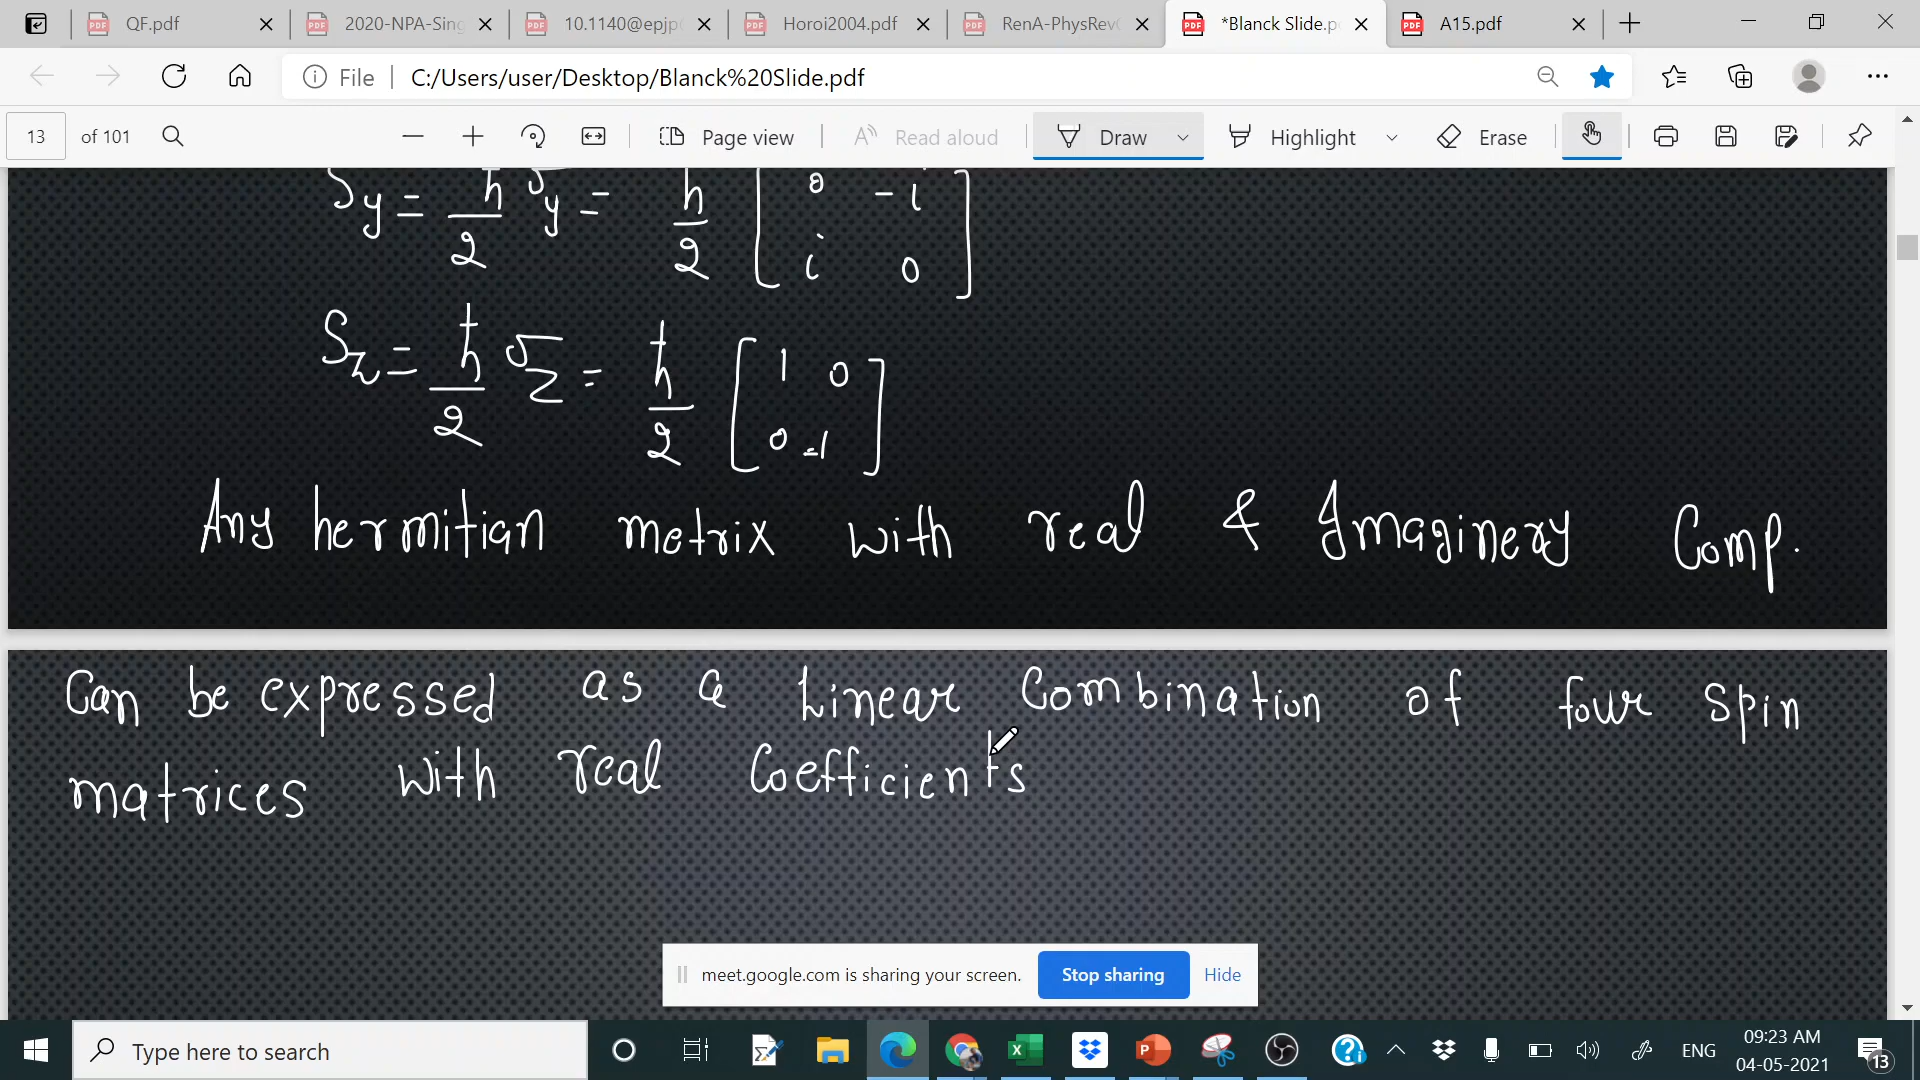 QF.pdf
2020-NPA-Sing
10.1140@epjp
Horoi2004.pdf
RenA-PhysRev
*Blanck Slide.p
A15.pdf
File
C:/Users/user/Desktop/Blanck%20Slide.pdf
13 of 101
Page view
Read aloud
Draw
Highlight
Erase
Sy = ħ/2 σy = ħ/2 [0 -i
i 0]
Sz = ħ/2 σz = ħ/2 [1 0
0 -1]
Any hermitian metrix with real & Imaginery Comp.
Can be expressed as a Linear Combination of four spin
matrices with real Coefficients
meet.google.com is sharing your screen.
Stop sharing
Hide
Type here to search
ENG
09:23 AM
04-05-2021
13